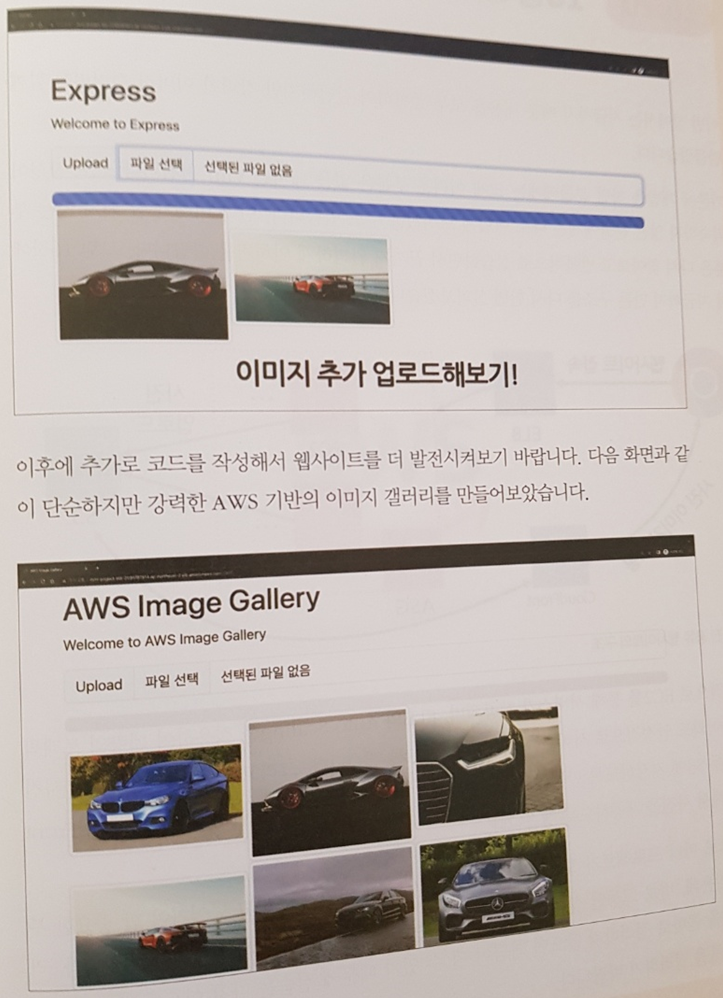 Express
Welcome to Express
Upload 파일 선택 선택된 파일 없음
이미지 추가 업로드해보기!
이후에 추가로 코드를 작성해서 웹사이트를 더 발전시켜보기 바랍니다. 다음 화면과 같
이 단순하지만 강력한 AWS 기반의 이미지 갤러리를 만들어보았습니다.
AWS Image Gallery
AWS Image Gallery
Welcome to AWS Image Gallery
Upload 파일 선택 선택된 파일 없음